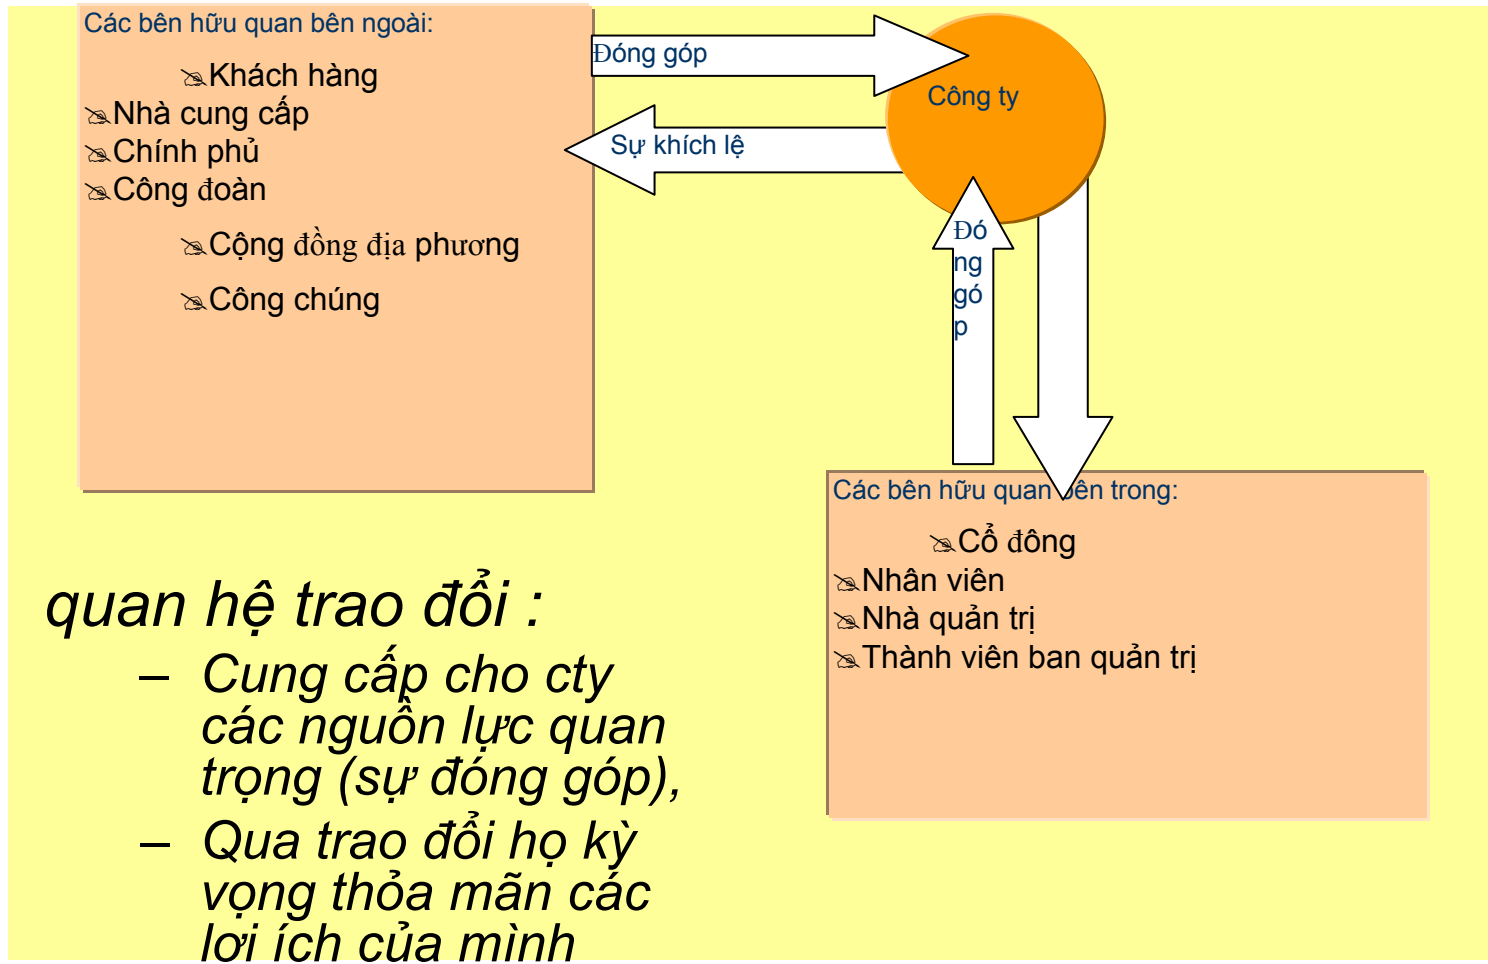 Các bên hữu quan bên ngoài:
Khách hàng
Nhà cung cấp
Chính phủ
Công đoàn
Cộng đồng địa phương
Công chúng
Đóng góp
Sự khích lệ
Công ty
Đó
ng
gó
p
Các bên hữu quan bên trong:
Cổ đông
Nhân viên
Nhà quản trị
Thành viên ban quản trị
quan hệ trao đổi :
– Cung cấp cho cty
các nguồn lực quan
trọng (sự đóng góp),
– Qua trao đổi họ kỳ
vọng thỏa mãn các
lợi ích của mình